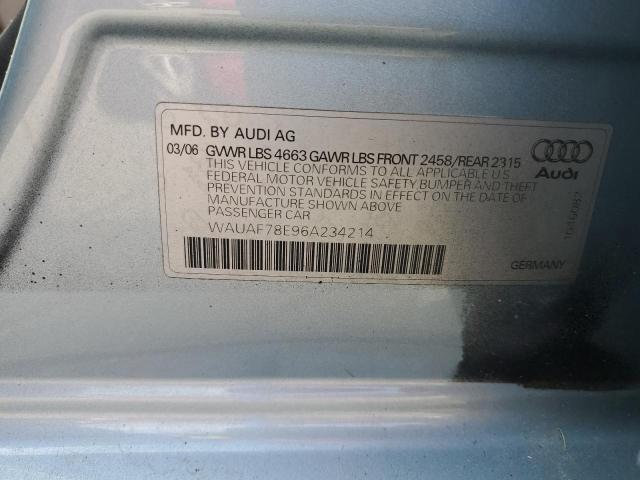 MFD. BY AUDI AG
03/06 GVWR LBS 4663 GAWR LBS FRONT 2458/REAR 2315
THIS VEHICLE CONFORMS TO ALL APPLICABLE U.S.
FEDERAL MOTOR VEHICLE SAFETY, BUMPER AND THEFT
PREVENTION STANDARDS IN EFFECT ON THE DATE OF
MANUFACTURE SHOWN ABOVE
PASSENGER CAR
WAUAF78E96A234214
Audi
GERMANY